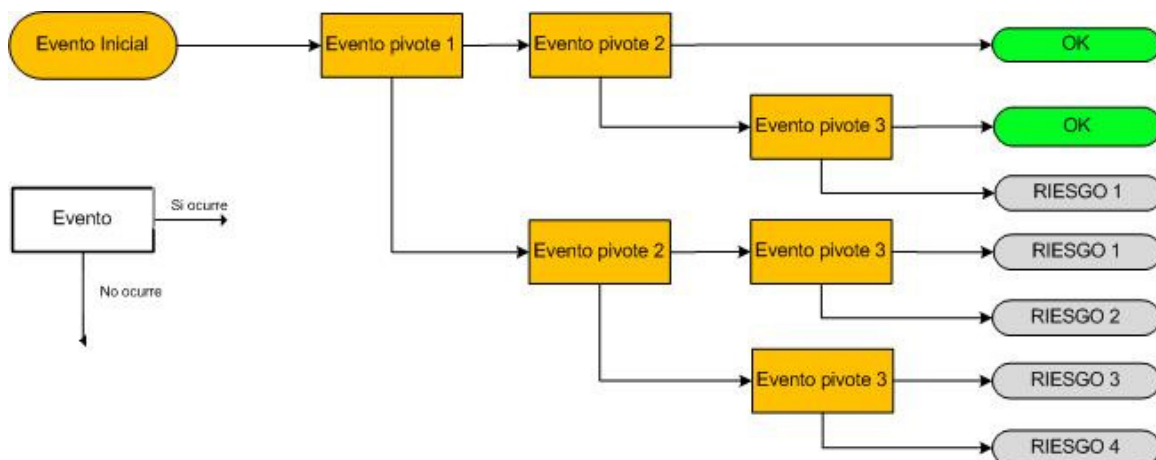 Evento Inicial
Evento pivote 1
Evento pivote 2
OK
Evento pivote 3
OK
RIESGO 1
Evento
Si ocurre
No ocurre
Evento pivote 2
Evento pivote 3
RIESGO 1
RIESGO 2
Evento pivote 3
RIESGO 3
RIESGO 4